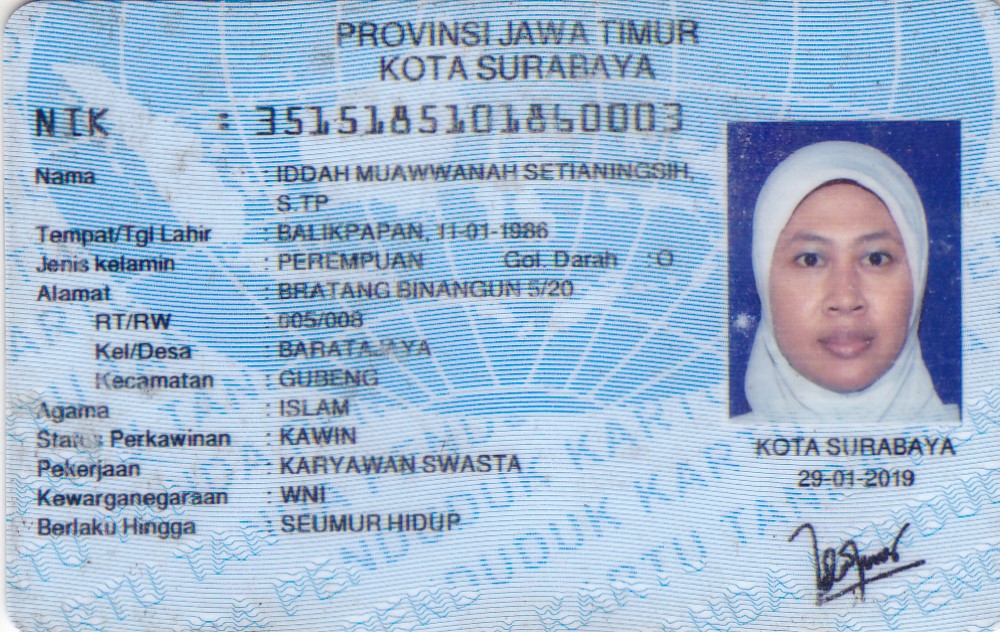 PROVINSI JAWA TIMUR
KOTA SURABAYA
NIK : 3515185101860003
Nama : IDDAH MUAWWANAH SETIANINGSIH,
S.TP
Tempat/Tgl Lahir : BALIKPAPAN, 11-01-1986
Jenis kelamin : PEREMPUAN Gol. Darah : O
Alamat : BRATANG BINANGUN 5/20
RT/RW : 005/008
Kel/Desa : BARATAJAYA
Kecamatan : GUBENG
Agama : ISLAM
Status Perkawinan : KAWIN
Pekerjaan : KARYAWAN SWASTA
Kewarganegaraan : WNI
Berlaku Hingga : SEUMUR HIDUP
KOTA SURABAYA
29-01-2019